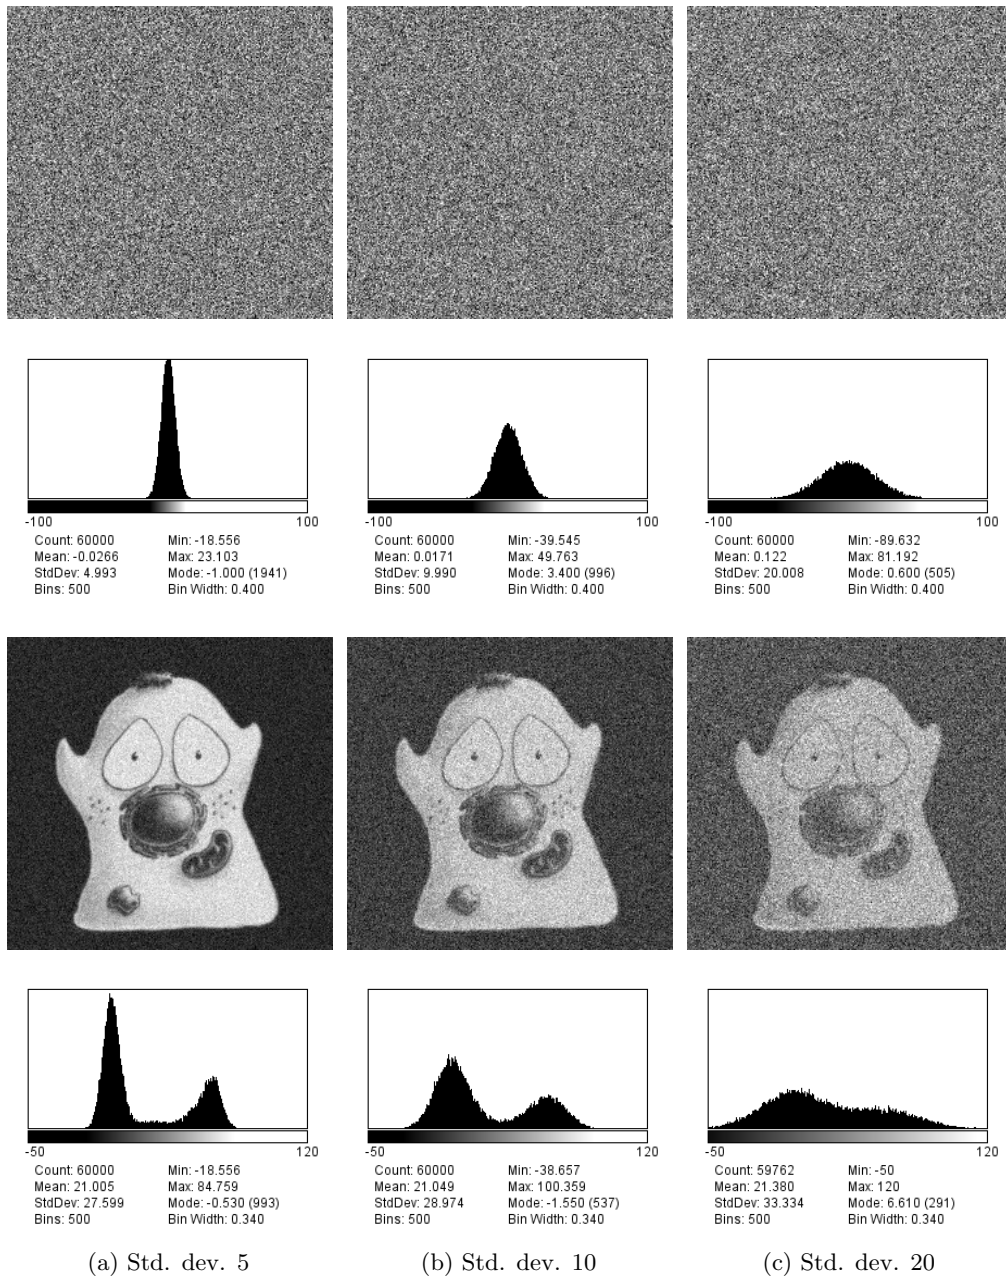 -100 100
Count: 60000 Min: -18.556
Mean: -0.0266 Max: 23.103
StdDev: 4.993 Mode: -1.000 (1941)
Bins: 500 Bin Width: 0.400
-100 100
Count: 60000 Min: -39.545
Mean: 0.0171 Max: 49.763
StdDev: 9.990 Mode: 3.400 (996)
Bins: 500 Bin Width: 0.400
-100 100
Count: 60000 Min: -89.632
Mean: 0.122 Max: 81.192
StdDev: 20.008 Mode: 0.600 (505)
Bins: 500 Bin Width: 0.400
-50 120
Count: 60000 Min: -18.556
Mean: 21.005 Max: 84.759
StdDev: 27.599 Mode: -0.530 (993)
Bins: 500 Bin Width: 0.340
-50 120
Count: 60000 Min: -38.657
Mean: 21.049 Max: 100.359
StdDev: 28.974 Mode: -1.550 (537)
Bins: 500 Bin Width: 0.340
-50 120
Count: 59762 Min: -50
Mean: 21.380 Max: 120
StdDev: 33.334 Mode: 6.610 (291)
Bins: 500 Bin Width: 0.340
(a) Std. dev. 5
(b) Std. dev. 10
(c) Std. dev. 20